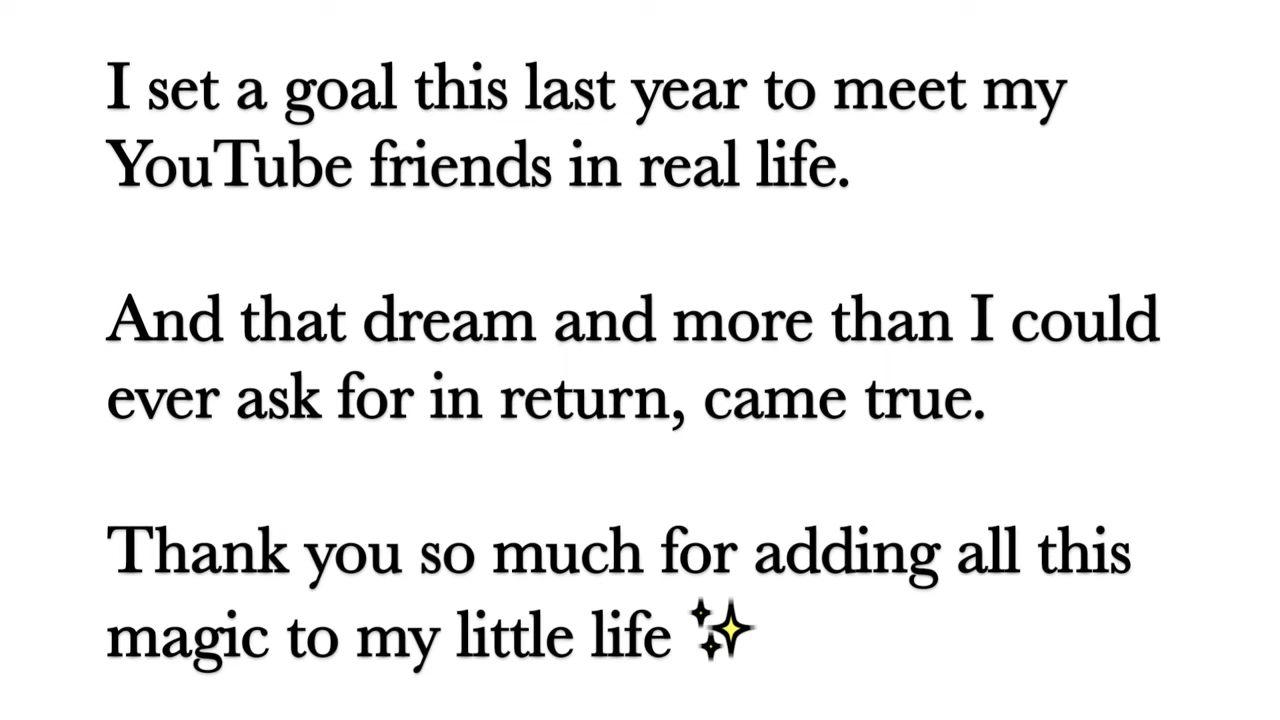 I set a goal this last year to meet my
YouTube friends in real life.
And that dream and more than I could
ever ask for in return, came true.
Thank you so much for adding all this
magic to my little life ✨